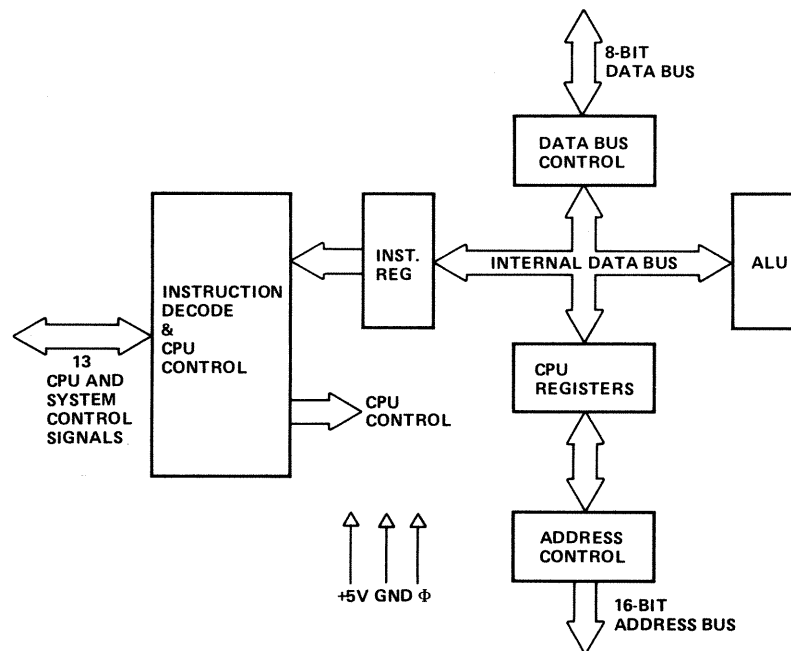 8-BIT
DATA BUS
DATA BUS
CONTROL
INST.
REG
INTERNAL DATA BUS
ALU
INSTRUCTION
DECODE
&
CPU
CONTROL
13
CPU AND
SYSTEM
CONTROL
SIGNALS
CPU
CONTROL
CPU
REGISTERS
ADDRESS
CONTROL
+5V GND Φ
16-BIT
ADDRESS BUS